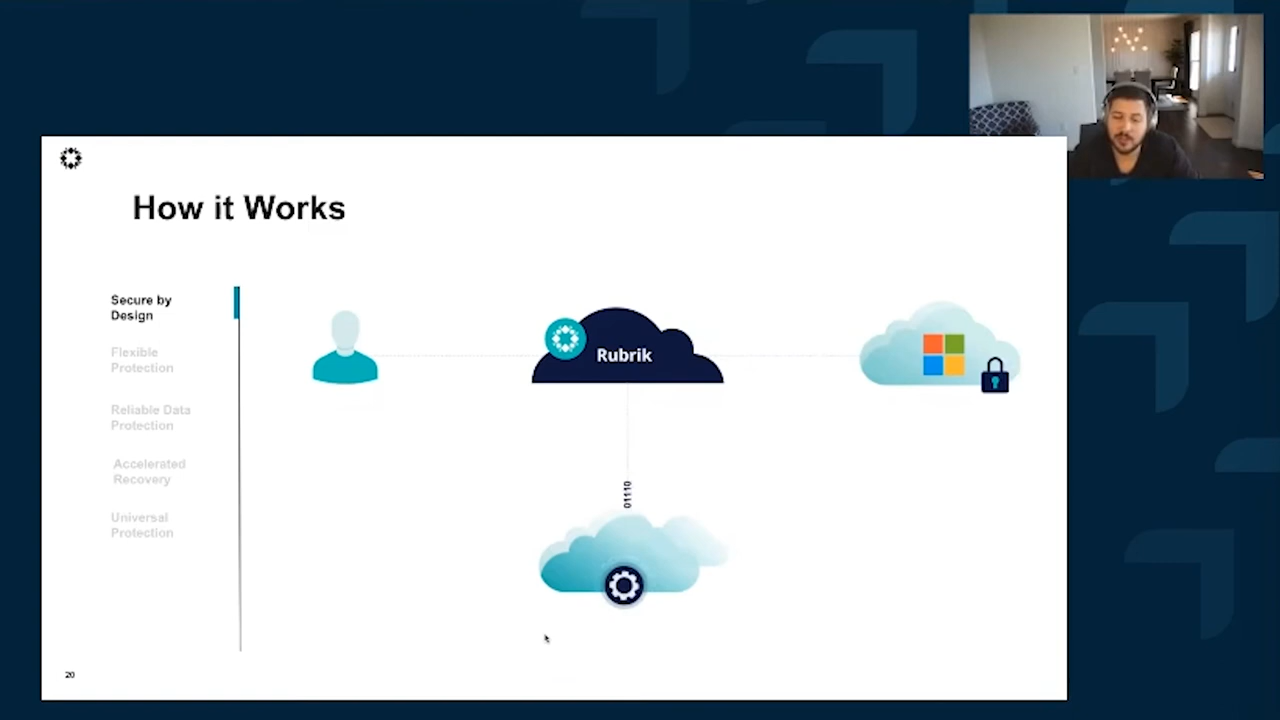 How it Works
Secure by
Design
Flexible
Protection
Reliable Data
Protection
Accelerated
Recovery
Universal
Protection
Rubrik
01110
20